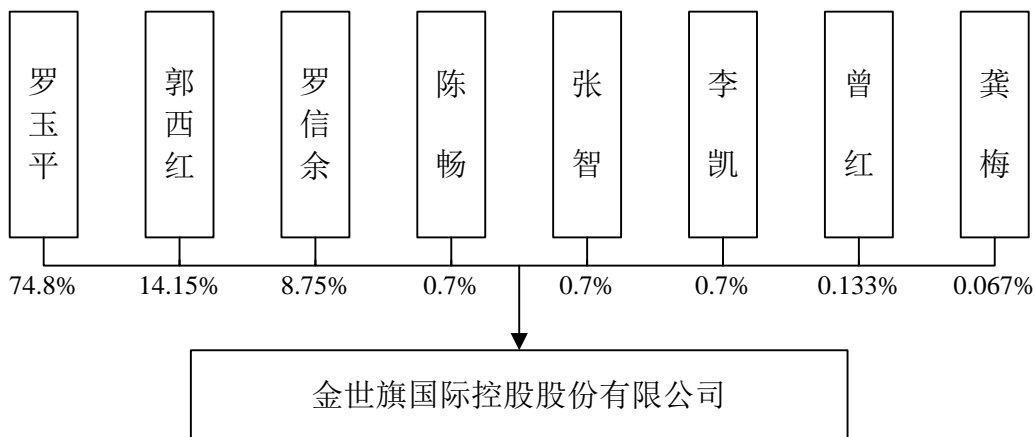 罗玉平
郭西红
罗信余
陈畅
张智
李凯
曾红
龚梅
74.8%
14.15%
8.75%
0.7%
0.7%
0.7%
0.133%
0.067%
金世旗国际控股股份有限公司